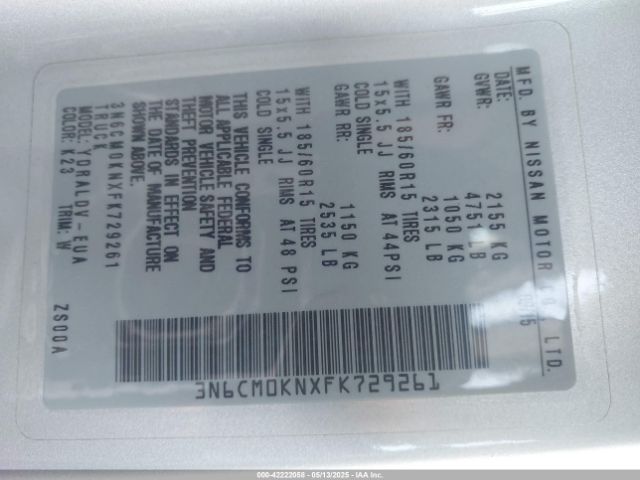 MFD. BY NISSAN MOTOR CO., LTD.
DATE: 15
GVWR: 2155 KG
4751 LB
GAWR FR: 1050 KG
2315 LB
WITH 185/60R15 TIRES
15x5.5 JJ RIMS AT 44PSI
COLD SINGLE
GAWR RR: 1150 KG
2535 LB
WITH 185/60R15 TIRES
15x5.5 JJ RIMS AT 48 PSI
COLD SINGLE
THIS VEHICLE CONFORMS TO
ALL APPLICABLE FEDERAL
MOTOR VEHICLE SAFETY AND
THEFT PREVENTION
STANDARDS IN EFFECT ON
THE DATE OF MANUFACTURE
SHOWN ABOVE.
3N6CM0KNXFK729261
TRUCK
MODEL: YDRALDV-EUA
COLOR: K23 TRIM: W
ZS00A
3N6CM0KNXFK729261
000-42222058 - 05/13/2025 - IAA, Inc.